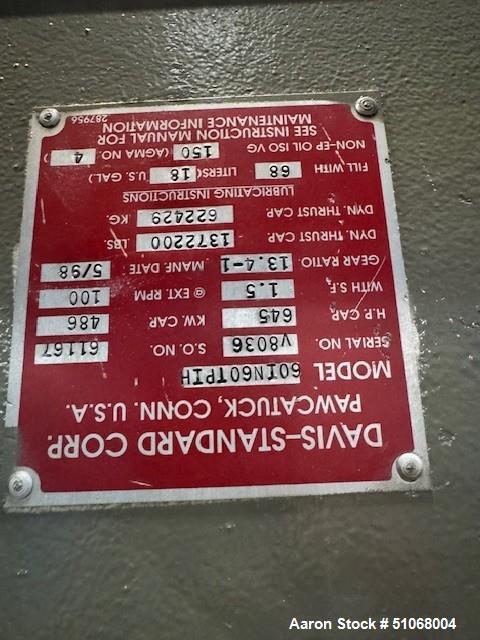 DAVIS-STANDARD CORP.
PAWCATUCK, CONN. U.S.A.
MODEL 60IN60TPIH
SERIAL NO. V8036 S.O. NO. 61167
H.P. CAP. 645 KW. CAP. 486
WITH S.F. 1.5 @ EXT. RPM 100
GEAR RATIO 13.4-1 MANF. DATE 5/98
DYN. THRUST CAP. 1372200 LBS.
DYN. THRUST CAP. 622429 KG.
LUBRICATING INSTRUCTIONS
FILL WITH 68 LITERS( 18 U.S. GAL)
NON-EP OIL ISO VG 150 (AGMA NO. 4 )
SEE INSTRUCTION MANUAL FOR
MAINTENANCE INFORMATION
287956
Aaron Stock # 51068004